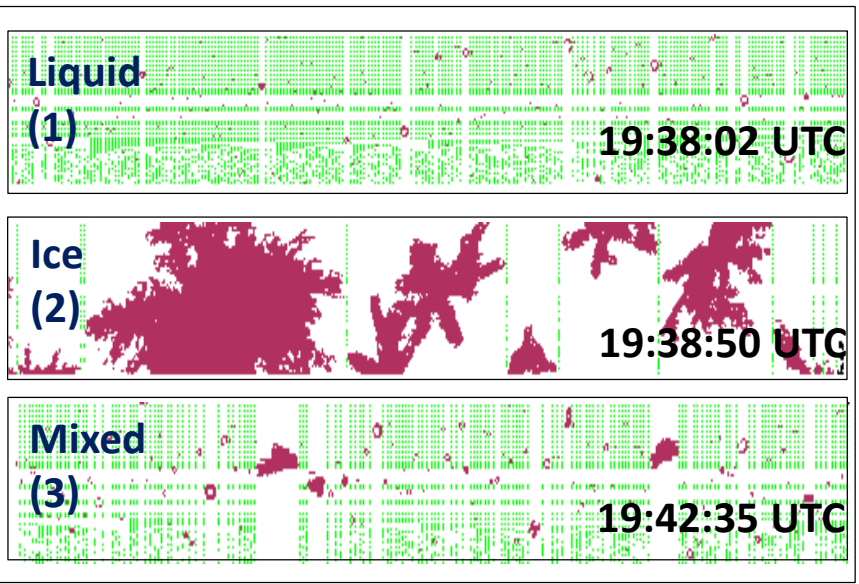 Liquid
(1)
19:38:02 UTC
Ice
(2)
19:38:50 UTC
Mixed
(3)
19:42:35 UTC